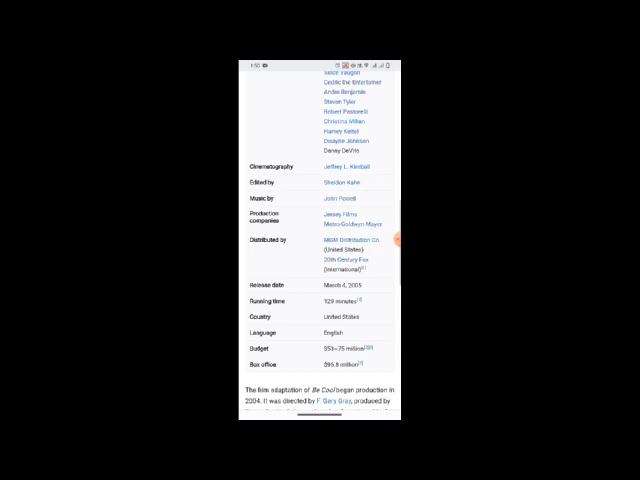 Vince Vaughn
Cedric the Entertainer
Andre Benjamin
Steven Tyler
Robert Pastorelli
Christina Milian
Harvey Keitel
Dwayne Johnson
Danny DeVito
Cinematography Jeffrey L. Kimball
Edited by Sheldon Kahn
Music by John Powell
Production companies Jersey Films
Metro-Goldwyn-Mayer
Distributed by MGM Distribution Co.
(United States)
20th Century Fox
(International)
Release date March 4, 2005
Running time 120 minutes
Country United States
Language English
Budget $53–75 million
Box office $95.8 million
The film adaptation of Be Cool began production in
2004. It was directed by F. Gary Gray, produced by